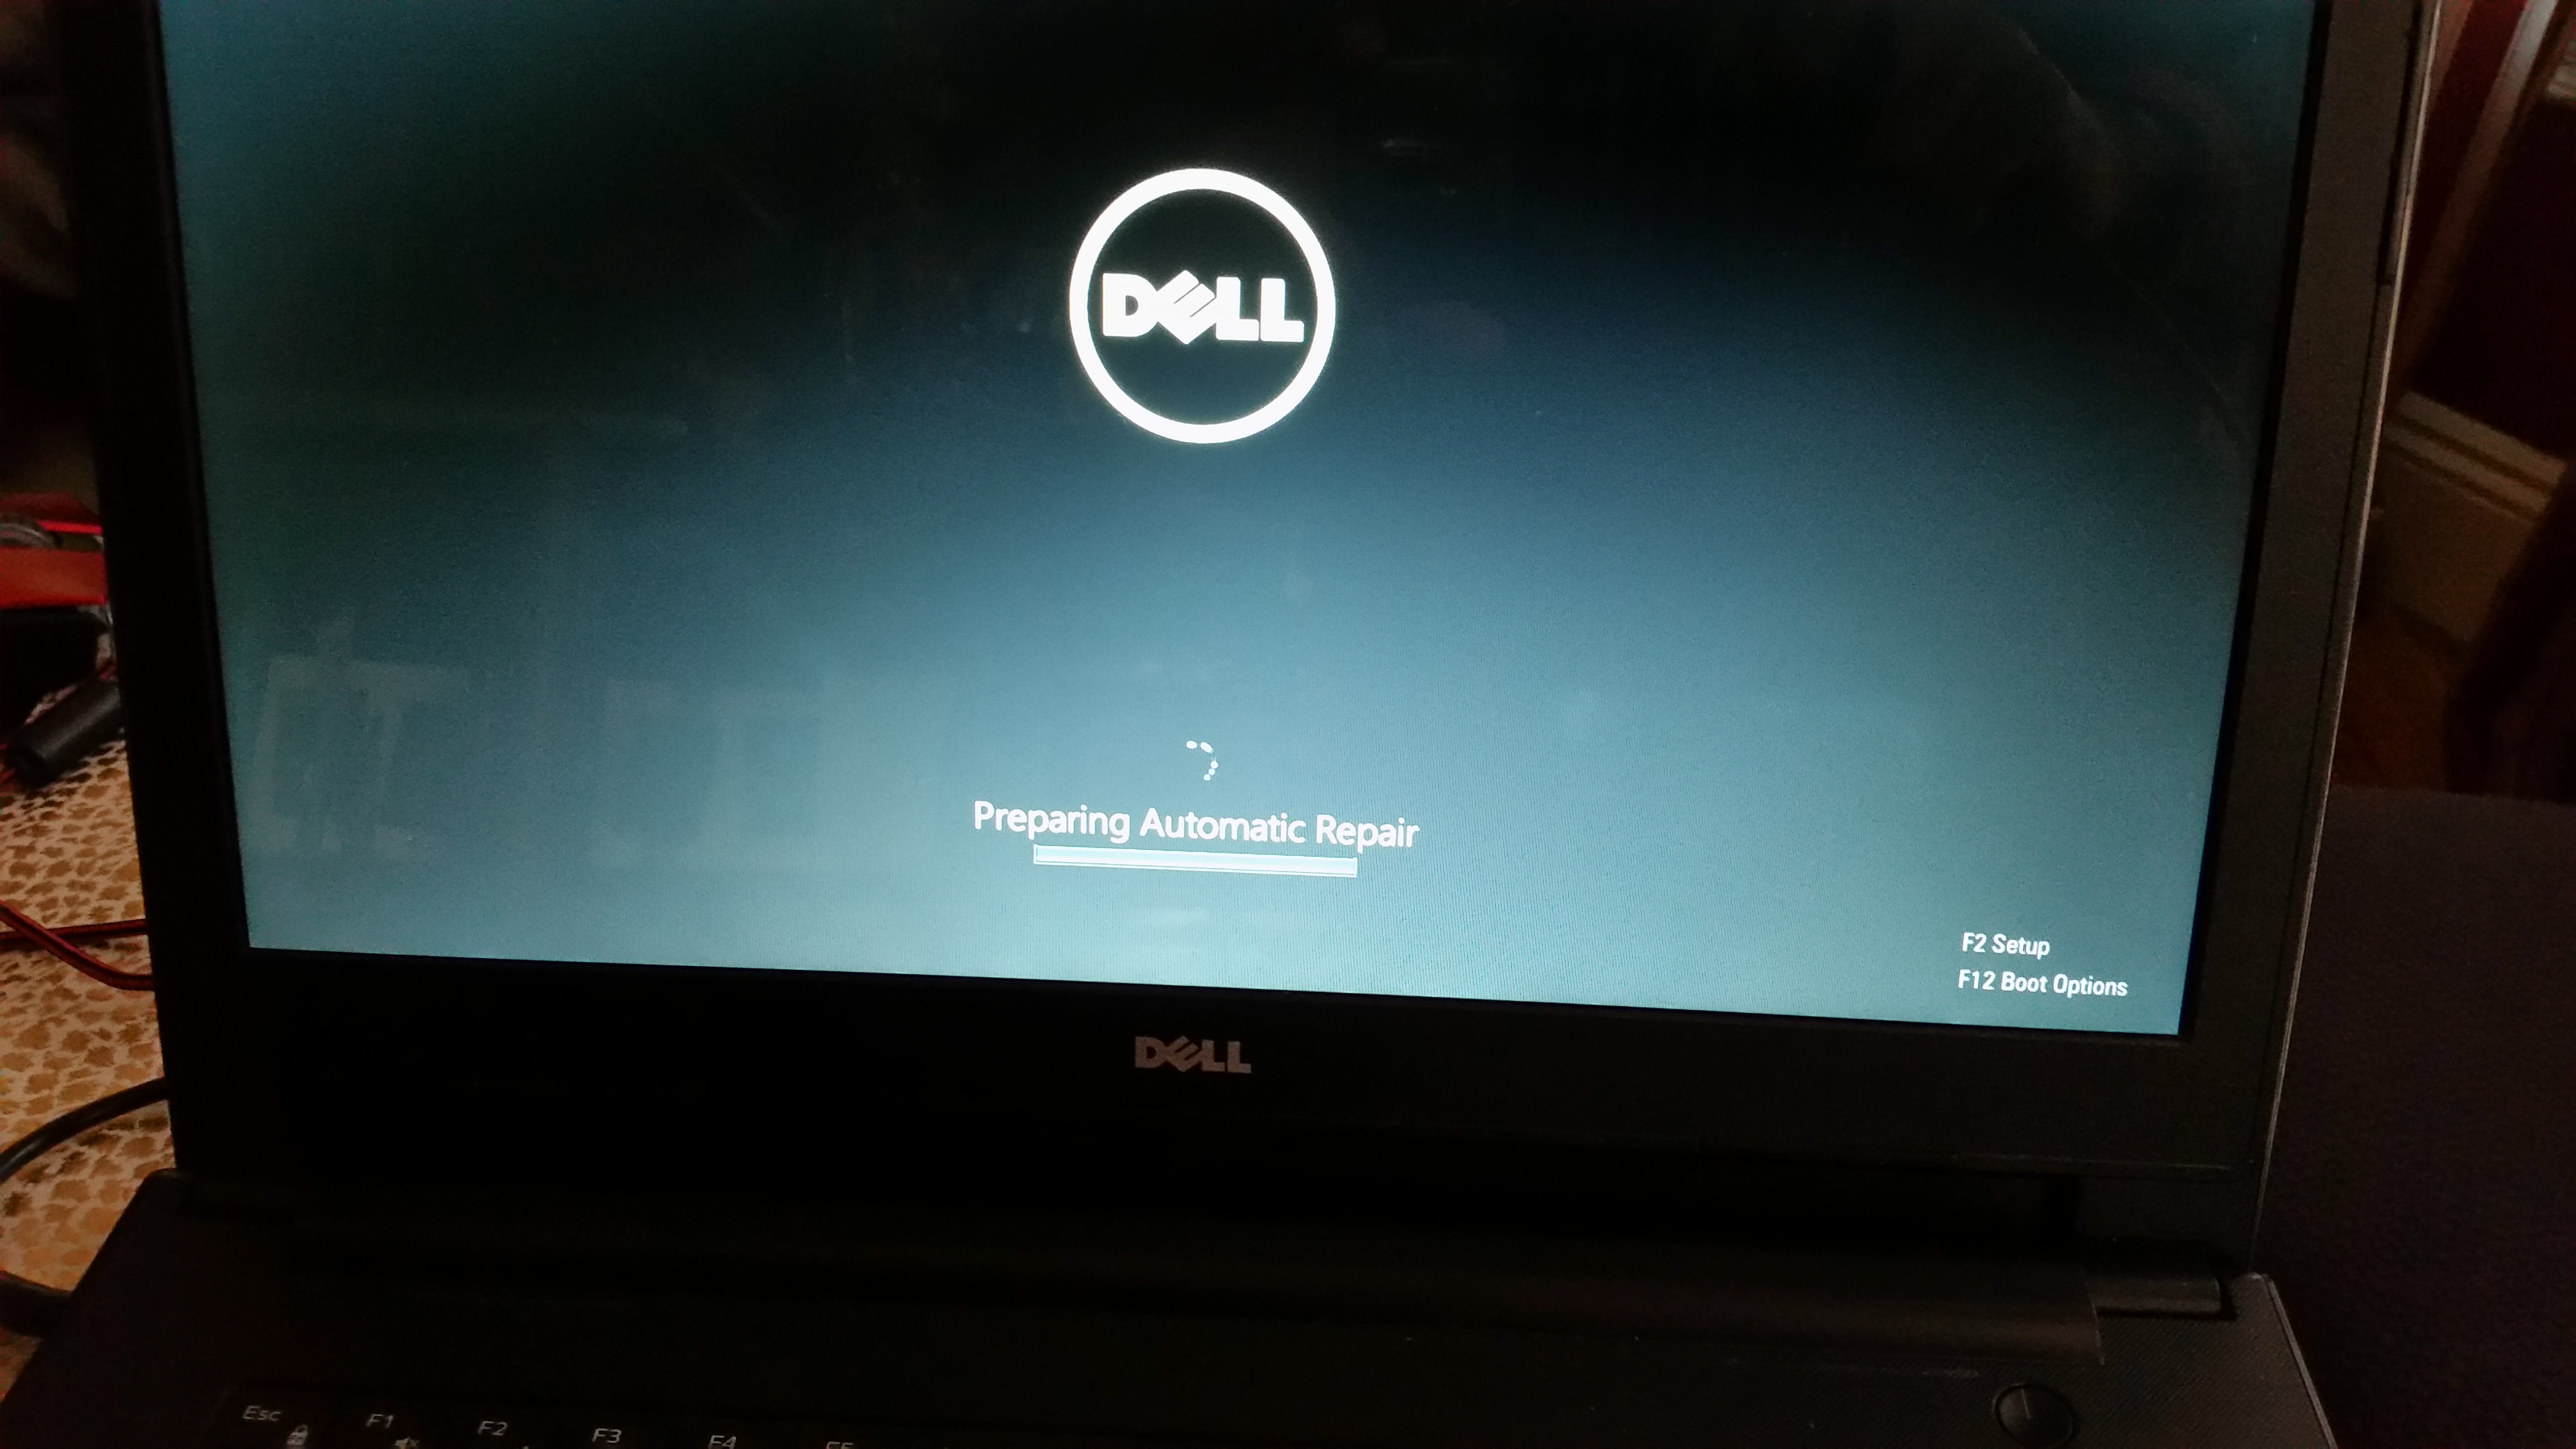 DELL
Preparing Automatic Repair
F2 Setup
F12 Boot Options
DELL
Esc F1 F2 F3 F4